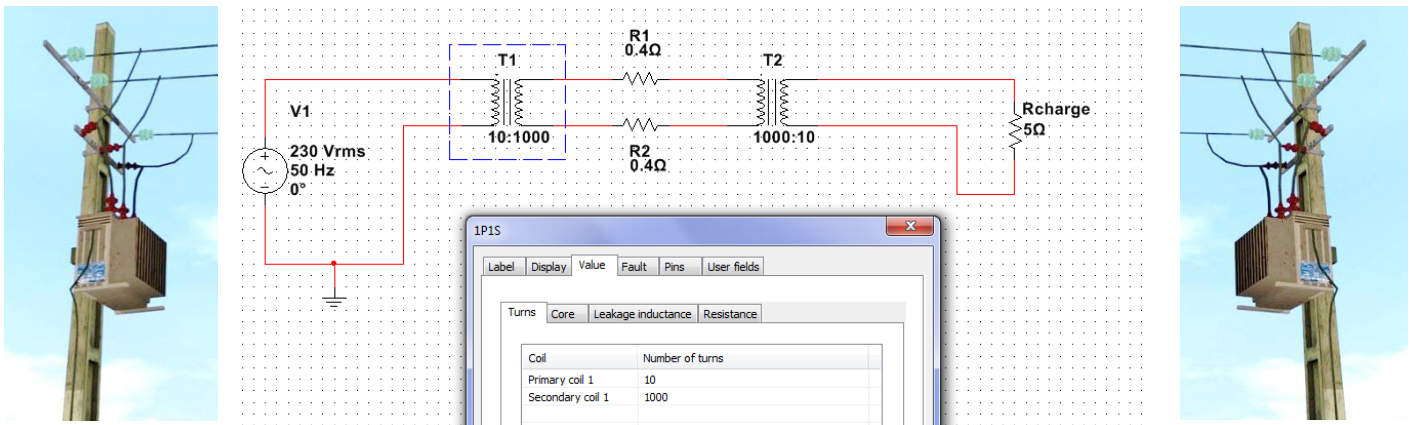 R1
0.4Ω
T1
T2
V1
Rcharge
5Ω
10:1000
1000:10
R2
0.4Ω
230 Vrms
50 Hz
0°
1P1S
Label Display Value Fault Pins User fields
Turns Core Leakage inductance Resistance
Coil Number of turns
Primary coil 1 10
Secondary coil 1 1000